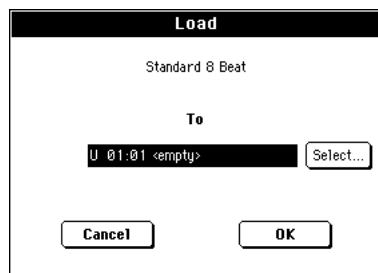 Load
Standard 8 Beat
To
U 01:01 <empty>
Select...
Cancel
OK